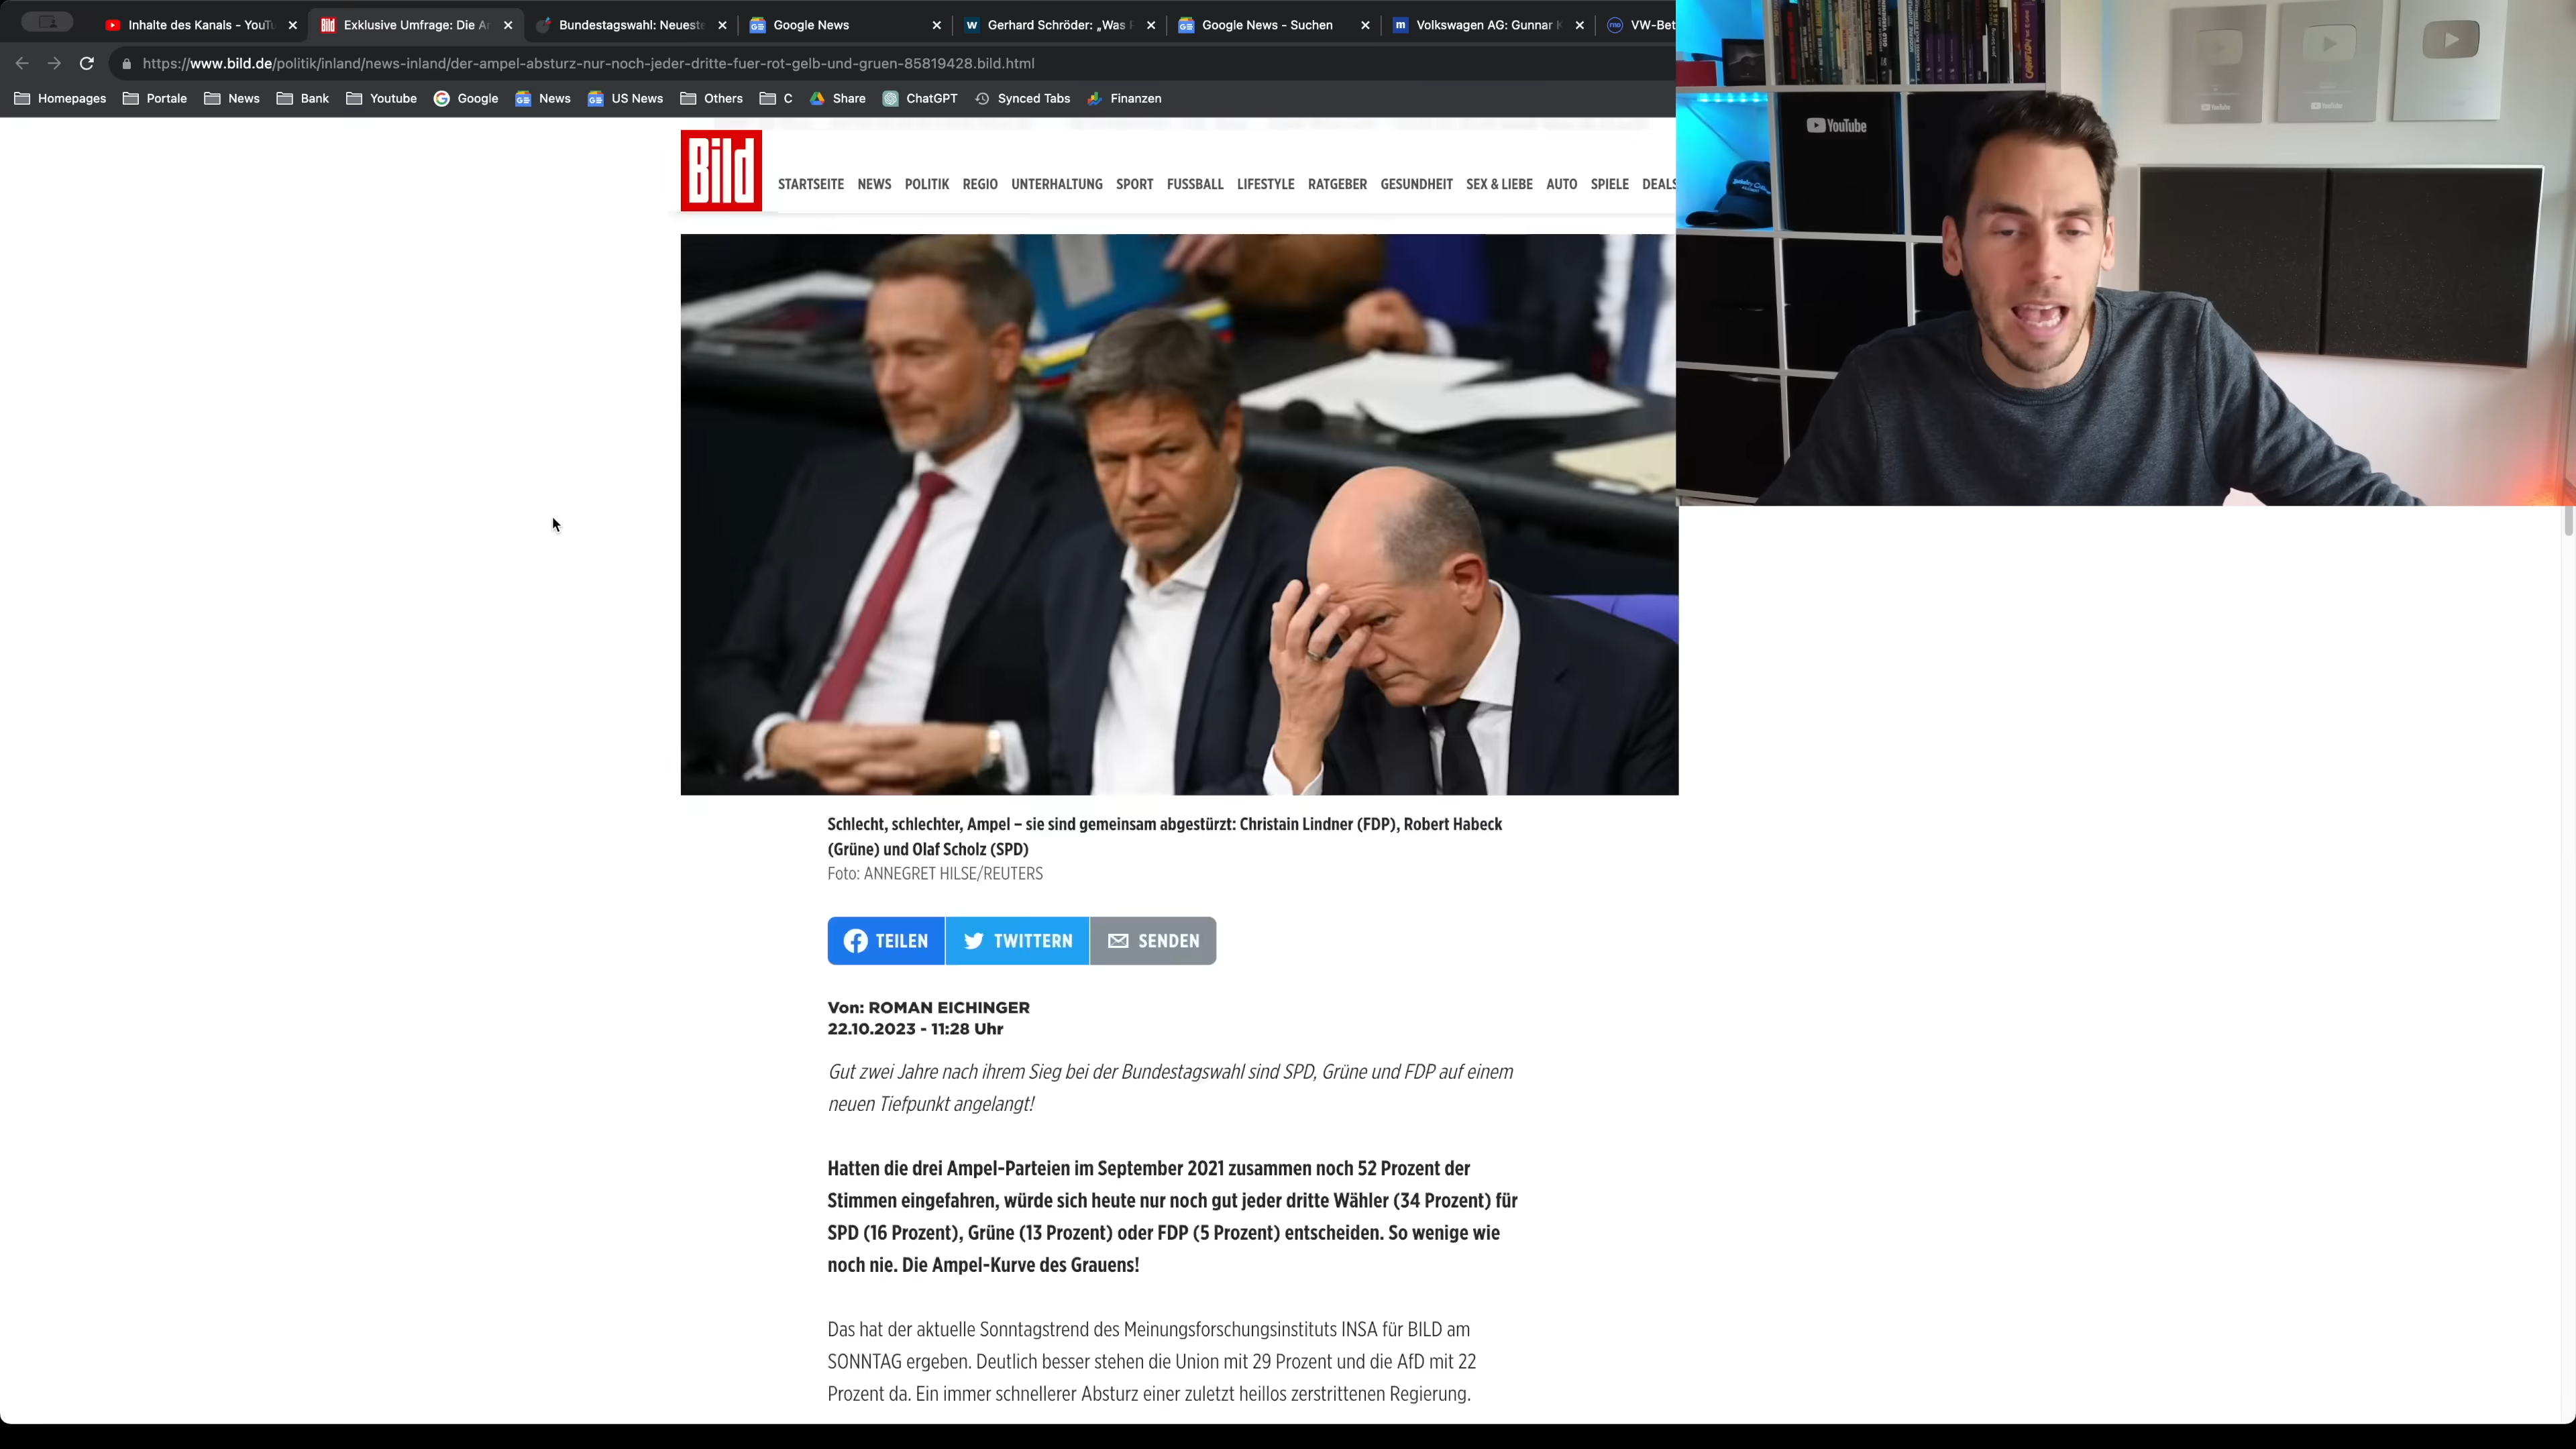 Inhalte des Kanals - YouTu
Exklusive Umfrage: Die A
Bundestagswahl: Neueste
Google News
Gerhard Schröder: „Was
Google News - Suchen
Volkswagen AG: Gunnar K
VW-Bet
https://www.bild.de/politik/inland/news-inland/der-ampel-absturz-nur-noch-jeder-dritte-fuer-rot-gelb-und-gruen-85819428.bild.html
Homepages
Portale
News
Bank
Youtube
Google
News
US News
Others
C
Share
ChatGPT
Synced Tabs
Finanzen
YouTube
Bild
STARTSEITE NEWS POLITIK REGIO UNTERHALTUNG SPORT FUSSBALL LIFESTYLE RATGEBER GESUNDHEIT SEX & LIEBE AUTO SPIELE DEALS
Schlecht, schlechter, Ampel – sie sind gemeinsam abgestürzt: Christain Lindner (FDP), Robert Habeck
(Grüne) und Olaf Scholz (SPD)
Foto: ANNEGRET HILSE/REUTERS
TEILEN
TWITTERN
SENDEN
Von: ROMAN EICHINGER
22.10.2023 - 11:28 Uhr
Gut zwei Jahre nach ihrem Sieg bei der Bundestagswahl sind SPD, Grüne und FDP auf einem
neuen Tiefpunkt angelangt!
Hatten die drei Ampel-Parteien im September 2021 zusammen noch 52 Prozent der
Stimmen eingefahren, würde sich heute nur noch gut jeder dritte Wähler (34 Prozent) für
SPD (16 Prozent), Grüne (13 Prozent) oder FDP (5 Prozent) entscheiden. So wenige wie
noch nie. Die Ampel-Kurve des Grauens!
Das hat der aktuelle Sonntagstrend des Meinungsforschungsinstituts INSA für BILD am
SONNTAG ergeben. Deutlich besser stehen die Union mit 29 Prozent und die AfD mit 22
Prozent da. Ein immer schnellerer Absturz einer zuletzt heillos zerstrittenen Regierung.